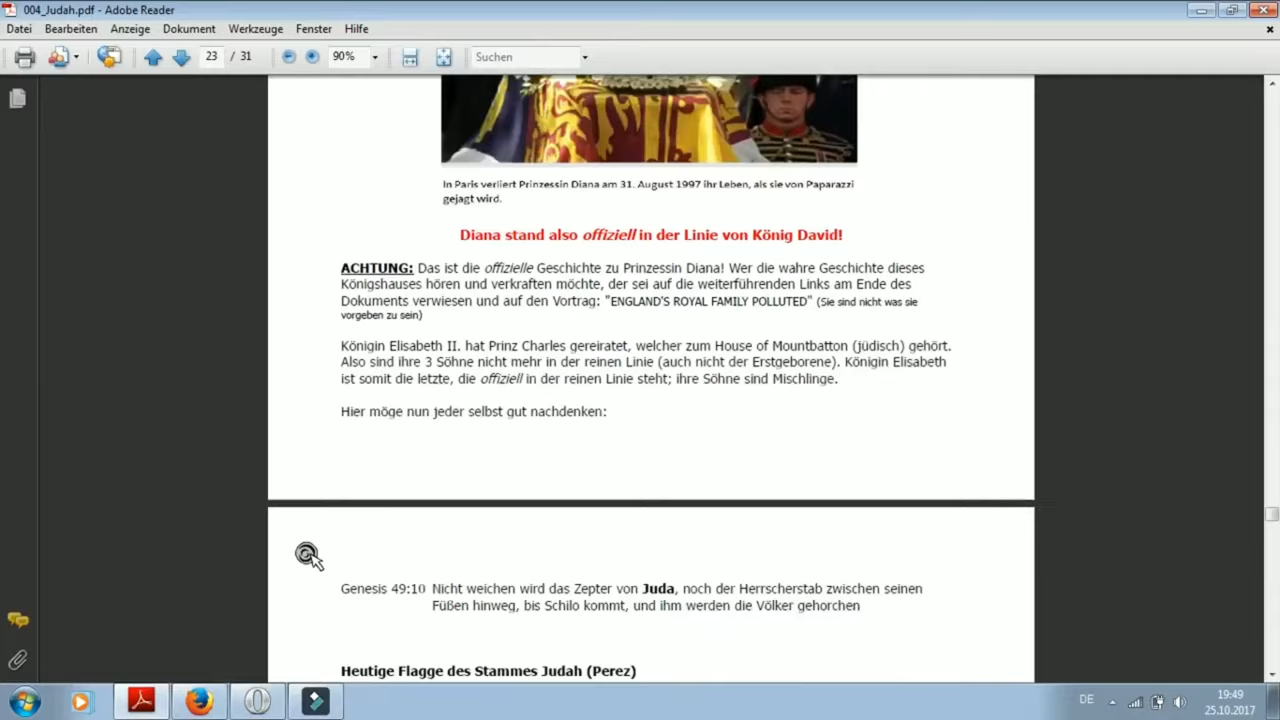 004_Judah.pdf - Adobe Reader
Datei Bearbeiten Anzeige Dokument Werkzeuge Fenster Hilfe
23 / 31 90% Suchen
In Paris verliert Prinzessin Diana am 31. August 1997 ihr Leben, als sie von Paparazzi
gejagt wird.
Diana stand also offiziell in der Linie von König David!
ACHTUNG: Das ist die offizielle Geschichte zu Prinzessin Diana! Wer die wahre Geschichte dieses
Königshauses hören und verkraften möchte, der sei auf die weiterführenden Links am Ende des
Dokuments verwiesen und auf den Vortrag: "ENGLAND'S ROYAL FAMILY POLLUTED" (Sie sind nicht was sie
vorgeben zu sein)
Königin Elisabeth II. hat Prinz Charles gereiratet, welcher zum House of Mountbatton (jüdisch) gehört.
Also sind ihre 3 Söhne nicht mehr in der reinen Linie (auch nicht der Erstgeborene). Königin Elisabeth
ist somit die letzte, die offiziell in der reinen Linie steht; ihre Söhne sind Mischlinge.
Hier möge nun jeder selbst gut nachdenken:
Genesis 49:10 Nicht weichen wird das Zepter von Juda, noch der Herrscherstab zwischen seinen
Füßen hinweg, bis Schilo kommt, und ihm werden die Völker gehorchen
Heutige Flagge des Stammes Judah (Perez)
DE 19:49
25.10.2017